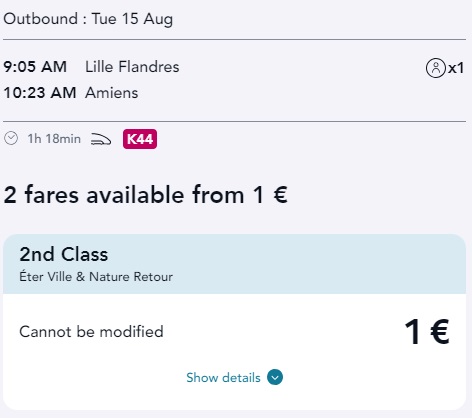 Outbound : Tue 15 Aug
9:05 AM Lille Flandres x1
10:23 AM Amiens
1h 18min K44
2 fares available from 1 €
2nd Class
Éter Ville & Nature Retour
Cannot be modified 1 €
Show details